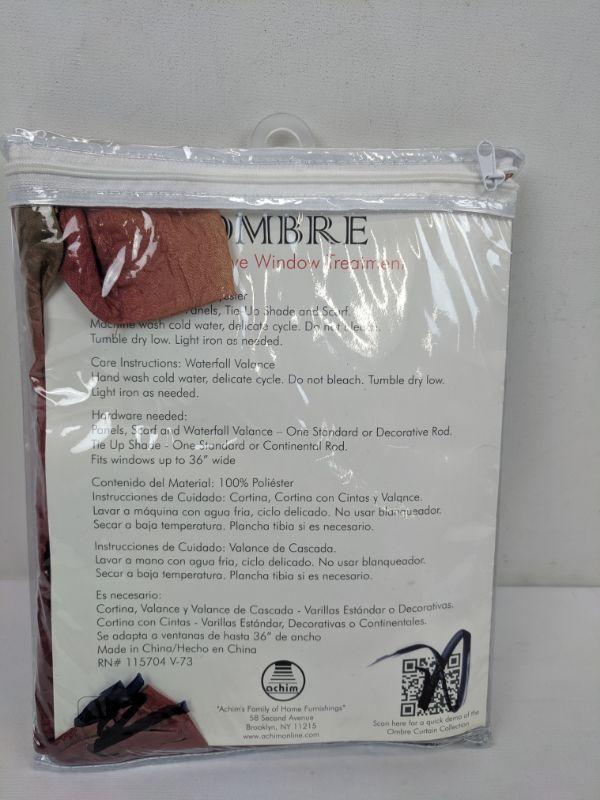 OMBRE
Window Treatment
Tie Up Shade and Scarf.
Machine wash cold water, delicate cycle. Do not bleach.
Tumble dry low. Light iron as needed.
Care Instructions: Waterfall Valance
Hand wash cold water, delicate cycle. Do not bleach. Tumble dry low.
Light iron as needed.
Hardware needed:
Panels, Scarf and Waterfall Valance – One Standard or Decorative Rod.
Tie Up Shade - One Standard or Continental Rod.
Fits windows up to 36" wide
Contenido del Material: 100% Poliéster
Instrucciones de Cuidado: Cortina, Cortina con Cintas y Valance.
Lavar a máquina con agua fria, ciclo delicado. No usar blanqueador.
Secar a baja temperatura. Plancha tibia si es necesario.
Instrucciones de Cuidado: Valance de Cascada.
Lavar a mano con agua fria, ciclo delicado. No usar blanqueador.
Secar a baja temperatura. Plancha tibia si es necesario.
Es necesario:
Cortina, Valance y Valance de Cascada - Varillas Estándar o Decorativas.
Cortina con Cintas - Varillas Estándar, Decorativas o Continentales.
Se adapta a ventanas de hasta 36" de ancho
Made in China/Hecho en China
RN# 115704 V-73
achim
"Achim's Family of Home Furnishings"
58 Second Avenue
Brooklyn, NY 11215
www.achimonline.com
Scan here for a quick demo of the
Ombre Curtain Collection